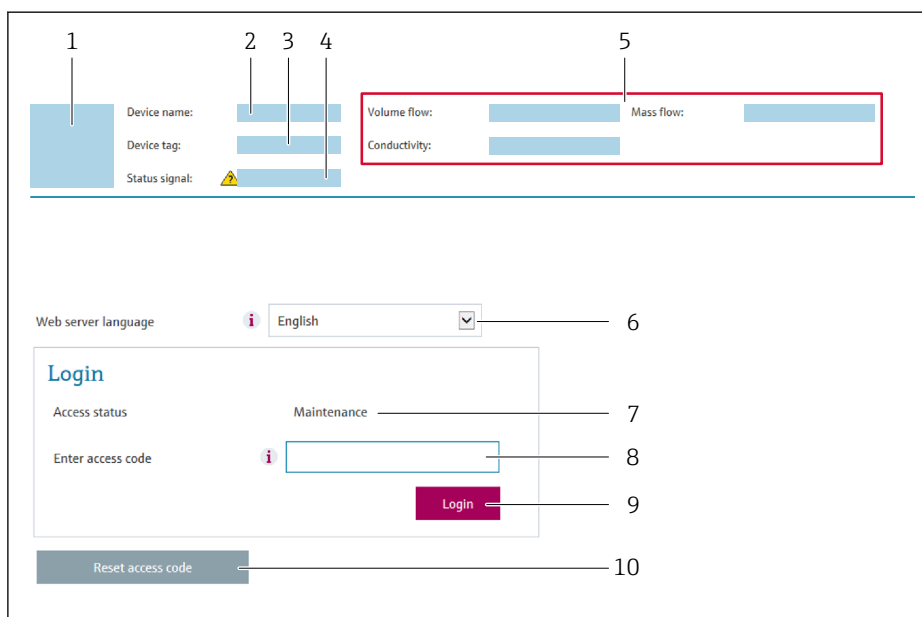 1 2 3 4 5
Device name: Volume flow: Mass flow:
Device tag: Conductivity:
Status signal: ?
Web server language i English 6
Login
Access status Maintenance 7
Enter access code i 8
Login 9
Reset access code 10